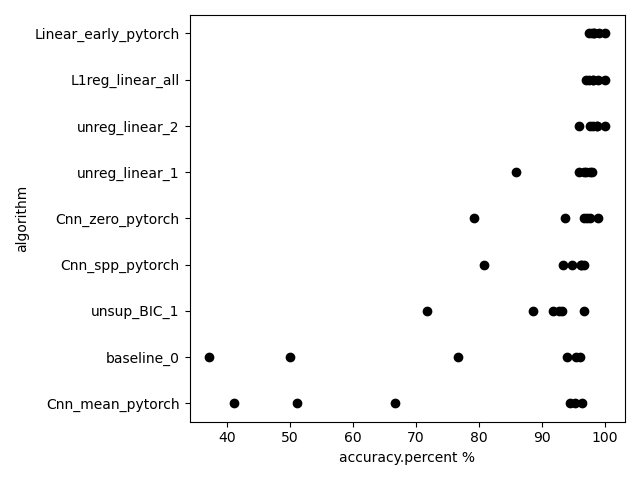 Linear_early_pytorch
L1reg_linear_all
unreg_linear_2
unreg_linear_1
Cnn_zero_pytorch
Cnn_spp_pytorch
unsup_BIC_1
baseline_0
Cnn_mean_pytorch
algorithm
40 50 60 70 80 90 100
accuracy.percent %